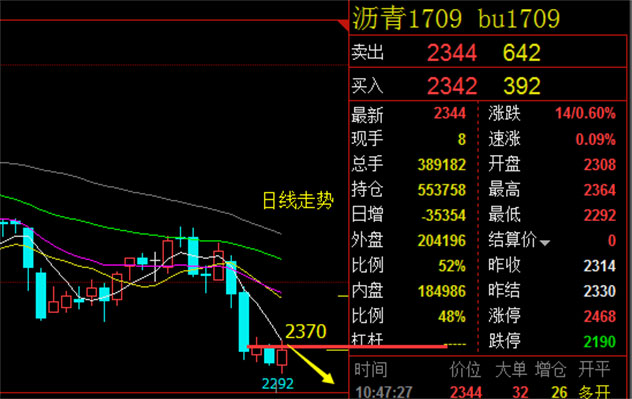 沥青1709 bu1709
卖出 2344 642
买入 2342 392
最新 2344 涨跌 14/0.60%
现手 8 速涨 0.09%
总手 389182 开盘 2308
持仓 553758 最高 2364
日线走势
日增 -35354 最低 2292
外盘 204196 结算价 0
比例 52% 昨收 2314
内盘 184986 昨结 2330
比例 48% 涨停 2468
2370
杠杆 ----- 跌停 2190
时间 价位 大单 增仓 开平
2292
10:47:27 2344 32 26 多开